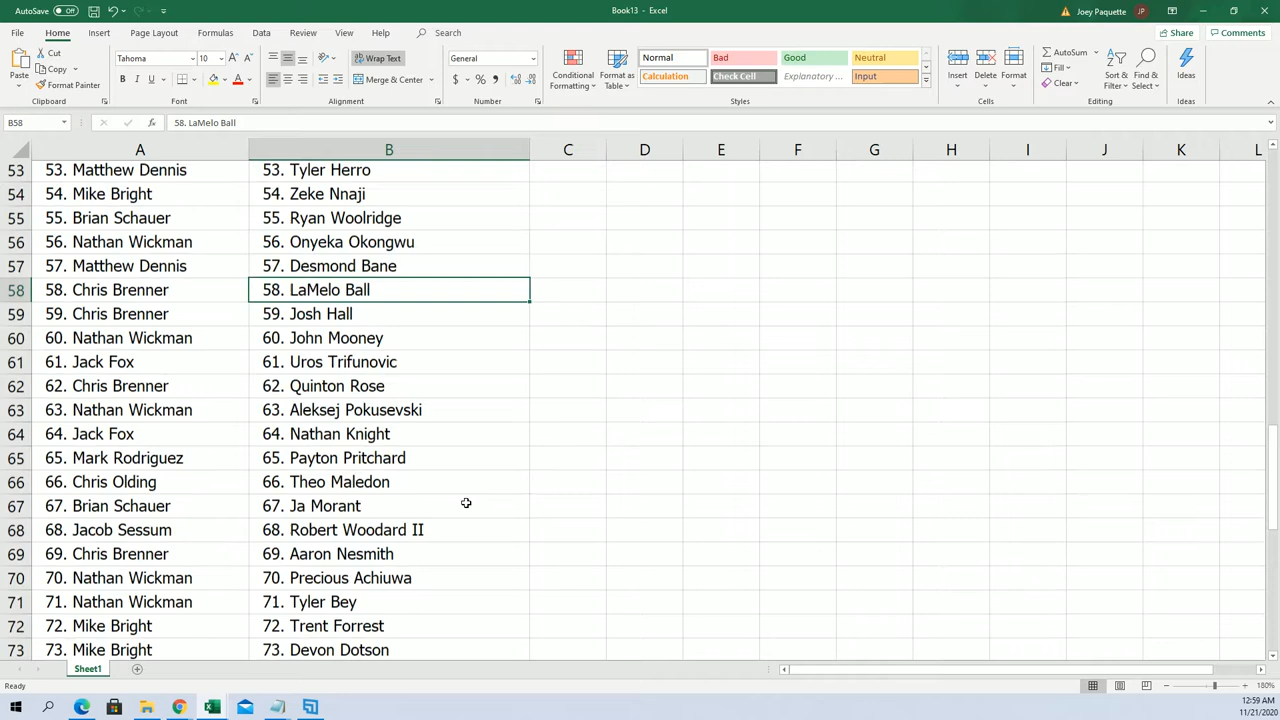 AutoSave Off
Book13 - Excel
Joey Paquette JP
File Home Insert Page Layout Formulas Data Review View Help Search
Share Comments
Paste
Cut
Copy
Format Painter
Clipboard
Tahoma 10
B I U
Font
Wrap Text
Merge & Center
Alignment
General
$ % 9
Number
Conditional Formatting
Format as Table
Normal Bad Good Neutral
Calculation Check Cell Explanatory ... Input
Styles
Insert Delete Format
Cells
AutoSum
Fill
Clear
Sort & Filter
Find & Select
Editing
Ideas
Ideas
B58 fx 58. LaMelo Ball
A B C D E F G H I J K L
53 53. Matthew Dennis 53. Tyler Herro
54 54. Mike Bright 54. Zeke Nnaji
55 55. Brian Schauer 55. Ryan Woolridge
56 56. Nathan Wickman 56. Onyeka Okongwu
57 57. Matthew Dennis 57. Desmond Bane
58 58. Chris Brenner 58. LaMelo Ball
59 59. Chris Brenner 59. Josh Hall
60 60. Nathan Wickman 60. John Mooney
61 61. Jack Fox 61. Uros Trifunovic
62 62. Chris Brenner 62. Quinton Rose
63 63. Nathan Wickman 63. Aleksej Pokusevski
64 64. Jack Fox 64. Nathan Knight
65 65. Mark Rodriguez 65. Payton Pritchard
66 66. Chris Olding 66. Theo Maledon
67 67. Brian Schauer 67. Ja Morant
68 68. Jacob Sessum 68. Robert Woodard II
69 69. Chris Brenner 69. Aaron Nesmith
70 70. Nathan Wickman 70. Precious Achiuwa
71 71. Nathan Wickman 71. Tyler Bey
72 72. Mike Bright 72. Trent Forrest
73 73. Mike Bright 73. Devon Dotson
Sheet1
Ready
180%
12:59 AM
11/21/2020